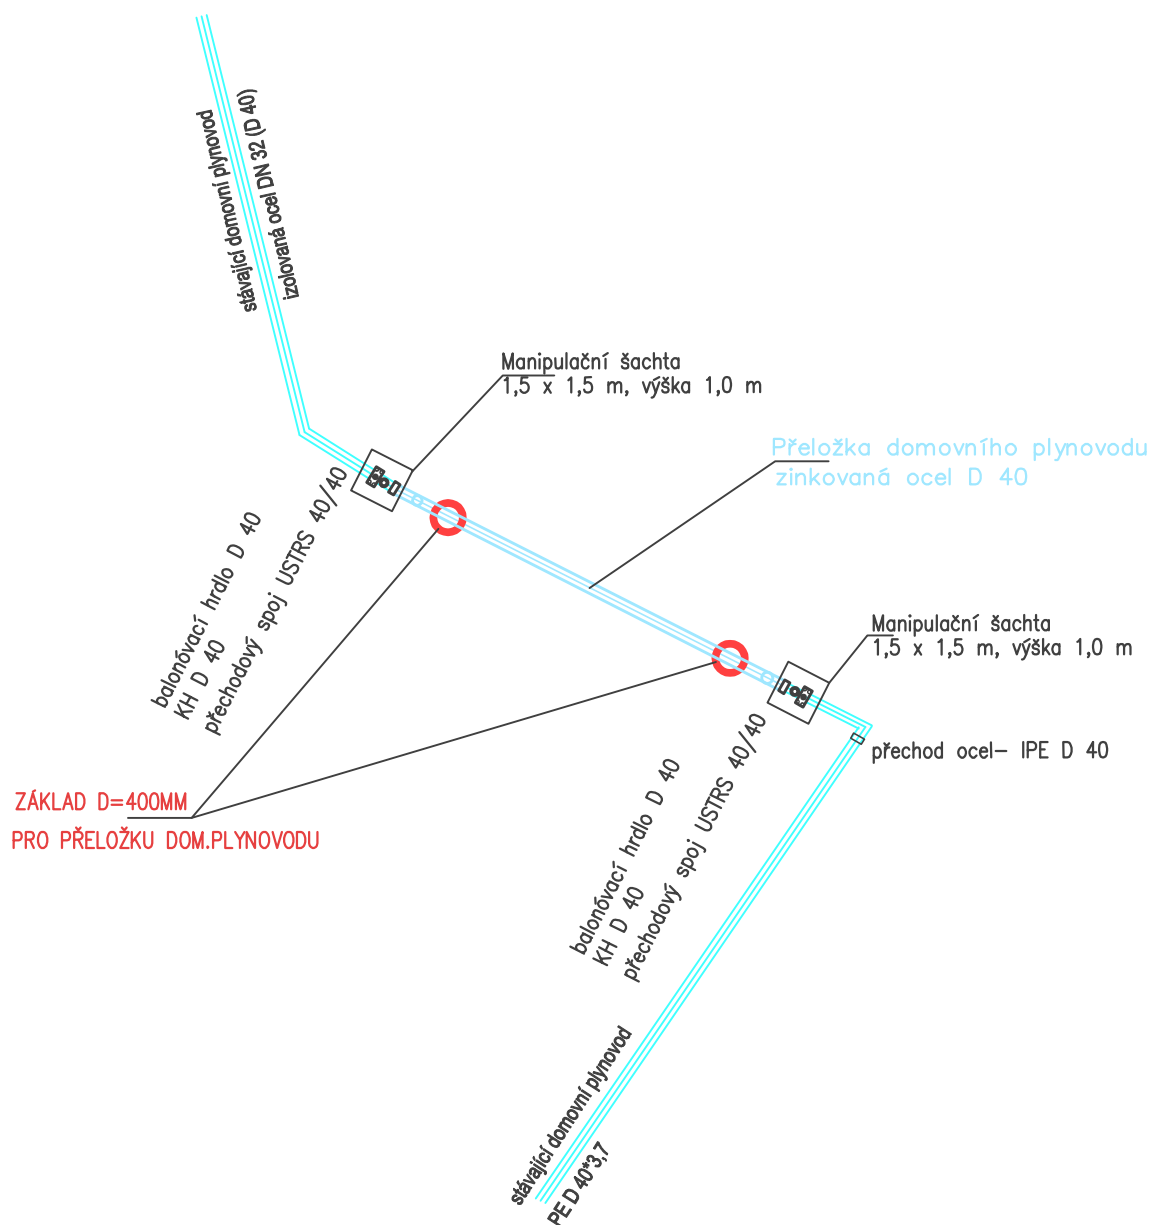 stávající domovní plynovod
izolovaná ocel DN 32 (D 40)
Manipulační šachta
1,5 x 1,5 m, výška 1,0 m
Přeložka domovního plynovodu
zinkovaná ocel D 40
balonóvací hrdlo D 40
KH D 40
přechodový spoj USTRS 40/40
Manipulační šachta
1,5 x 1,5 m, výška 1,0 m
přechod ocel- IPE D 40
ZÁKLAD D=400MM
PRO PŘELOŽKU DOM.PLYNOVODU
balonóvací hrdlo D 40
KH D 40
přechodový spoj USTRS 40/40
stávající domovní plynovod
PE D 40*3,7